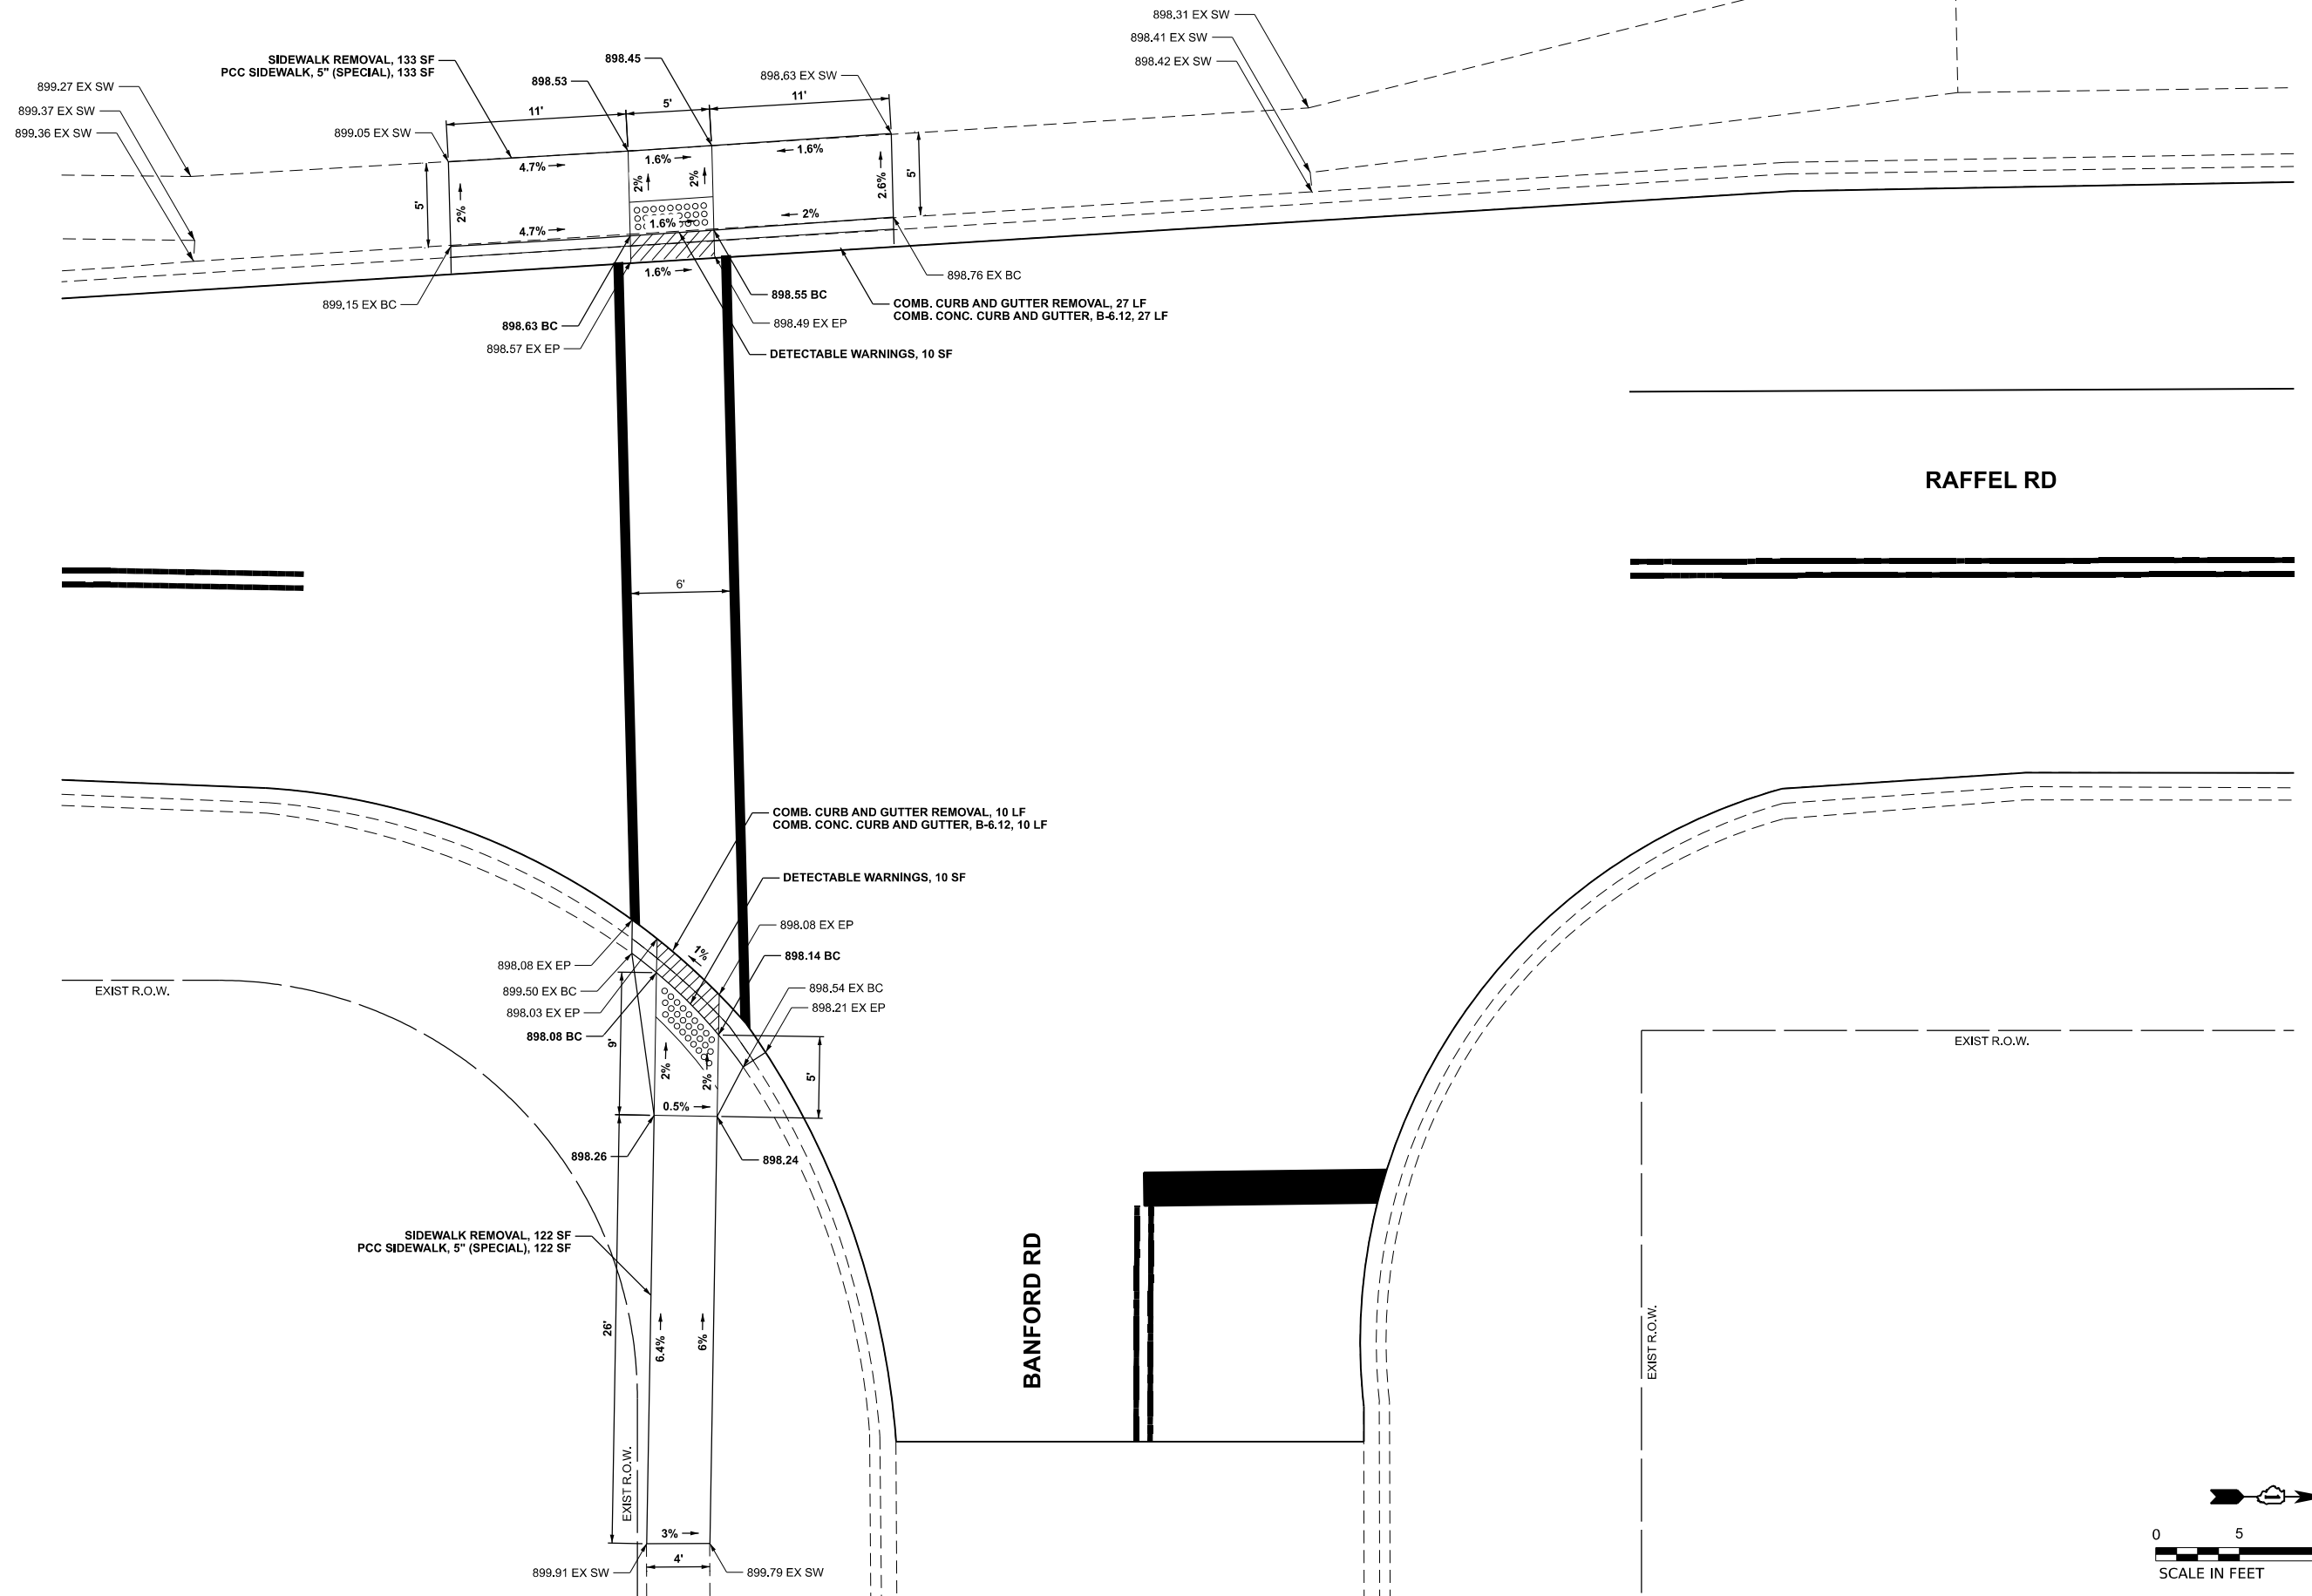 898.31 EX SW
898.41 EX SW
898.42 EX SW
SIDEWALK REMOVAL, 133 SF
PCC SIDEWALK, 5" (SPECIAL), 133 SF
898.45
898.53
898.63 EX SW
899.27 EX SW
899.37 EX SW
899.36 EX SW
899.05 EX SW
11'
5'
11'
4.7%
1.6%
1.6%
5'
2%
2%
2%
2.6%
5'
4.7%
1.6%
2%
1.6%
899.15 EX BC
898.76 EX BC
898.55 BC
898.63 BC
898.49 EX EP
898.57 EX EP
COMB. CURB AND GUTTER REMOVAL, 27 LF
COMB. CONC. CURB AND GUTTER, B-6.12, 27 LF
DETECTABLE WARNINGS, 10 SF
RAFFEL RD
6'
COMB. CURB AND GUTTER REMOVAL, 10 LF
COMB. CONC. CURB AND GUTTER, B-6.12, 10 LF
DETECTABLE WARNINGS, 10 SF
898.08 EX EP
898.14 BC
1%
898.08 EX EP
899.50 EX BC
898.03 EX EP
898.08 BC
898.54 EX BC
898.21 EX EP
EXIST R.O.W.
9'
2%
2%
5'
0.5%
898.26
898.24
EXIST R.O.W.
SIDEWALK REMOVAL, 122 SF
PCC SIDEWALK, 5" (SPECIAL), 122 SF
26'
6.4%
6%
BANFORD RD
EXIST R.O.W.
EXIST R.O.W.
3%
4'
899.91 EX SW
899.79 EX SW
0 5
SCALE IN FEET